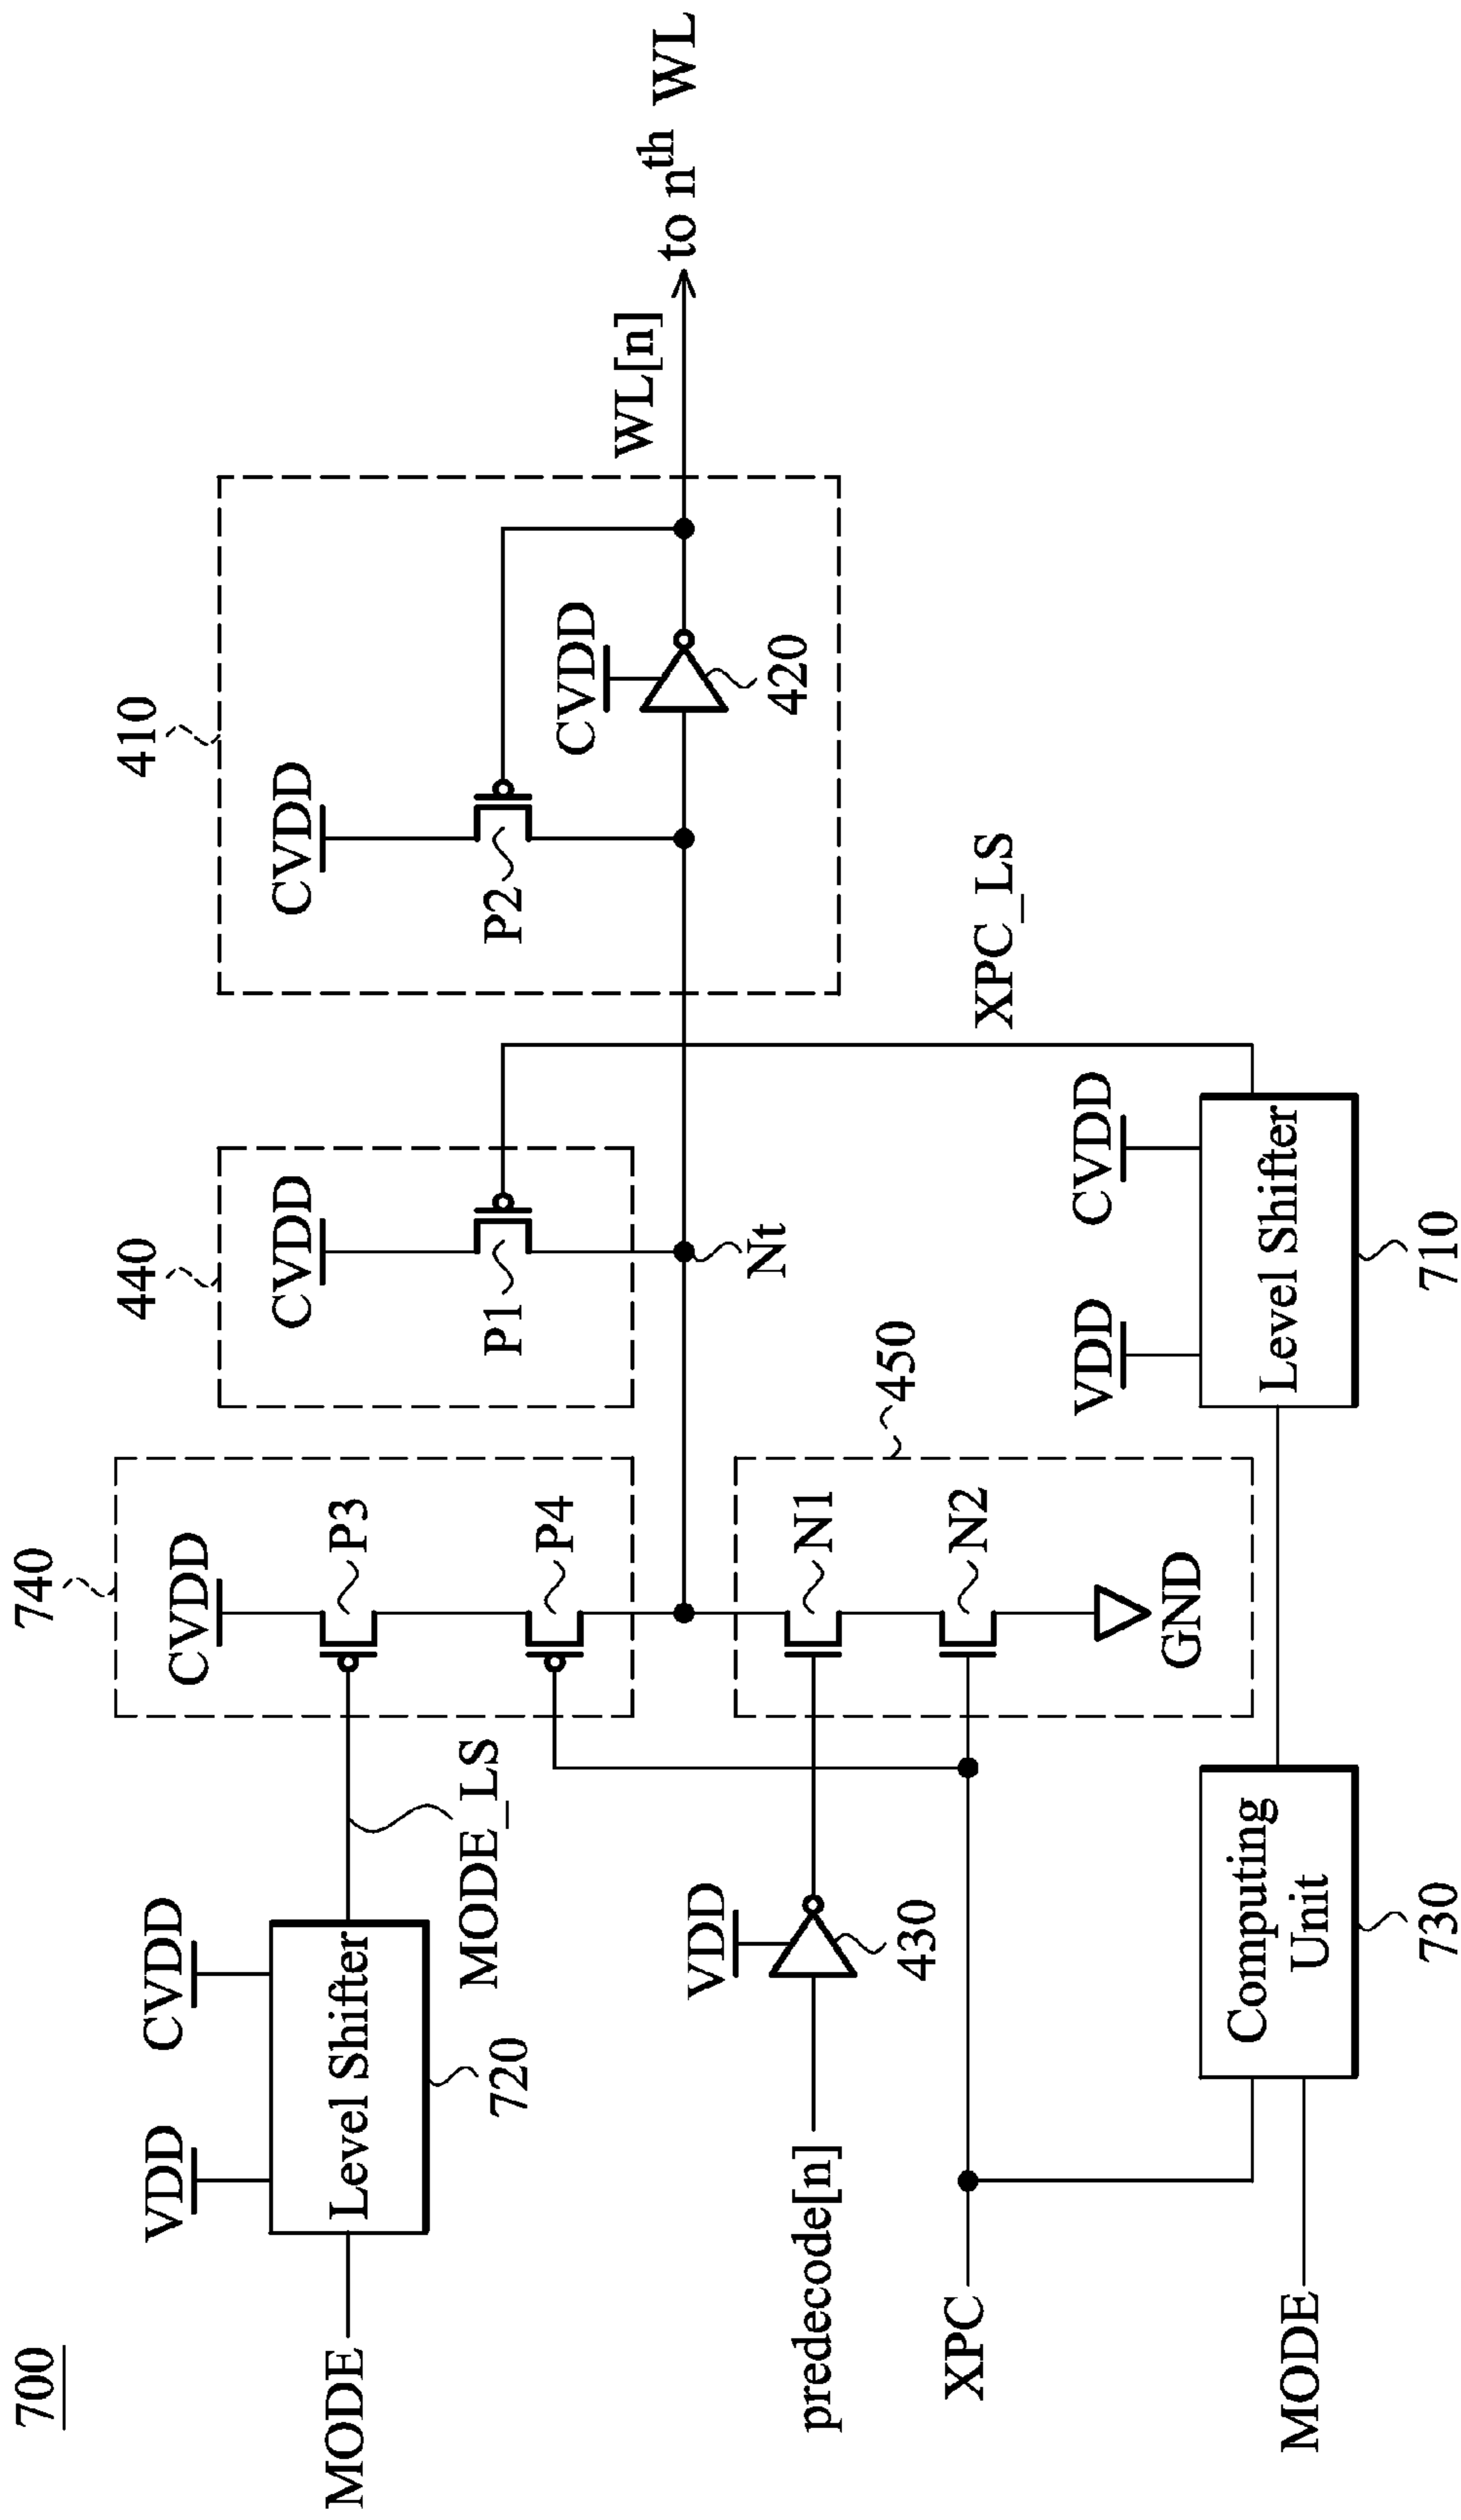 700
MODE
VDD
CVDD
Level Shifter
720
MODE_LS
740
CVDD
P3
P4
440
CVDD
P1
Nt
410
CVDD
P2
CVDD
420
WL[n]
to nth WL
predecode[n]
VDD
430
450
N1
N2
GND
XPC
MODE
Computing
Unit
730
VDD
CVDD
Level Shifter
710
XPC_LS